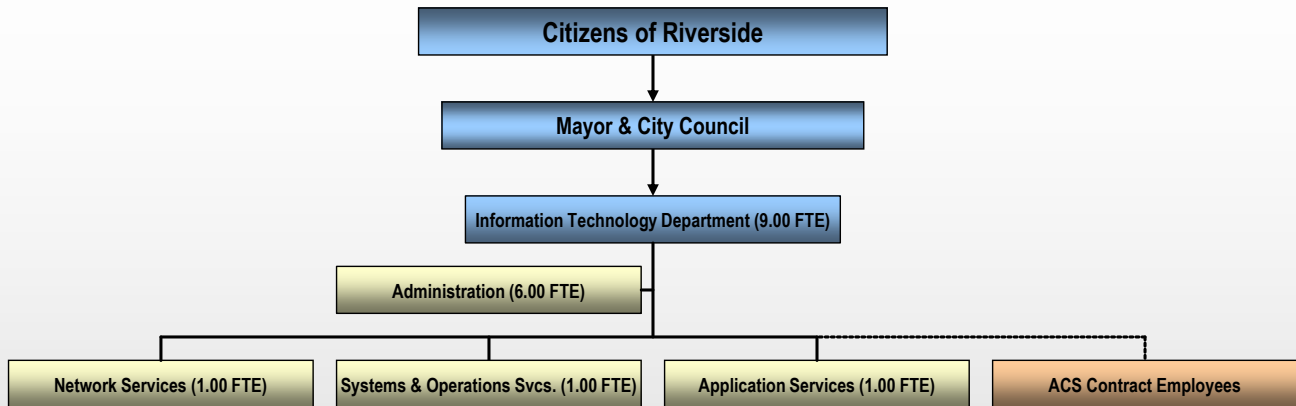 Citizens of Riverside
Mayor & City Council
Information Technology Department (9.00 FTE)
Administration (6.00 FTE)
Network Services (1.00 FTE)
Systems & Operations Svcs. (1.00 FTE)
Application Services (1.00 FTE)
ACS Contract Employees